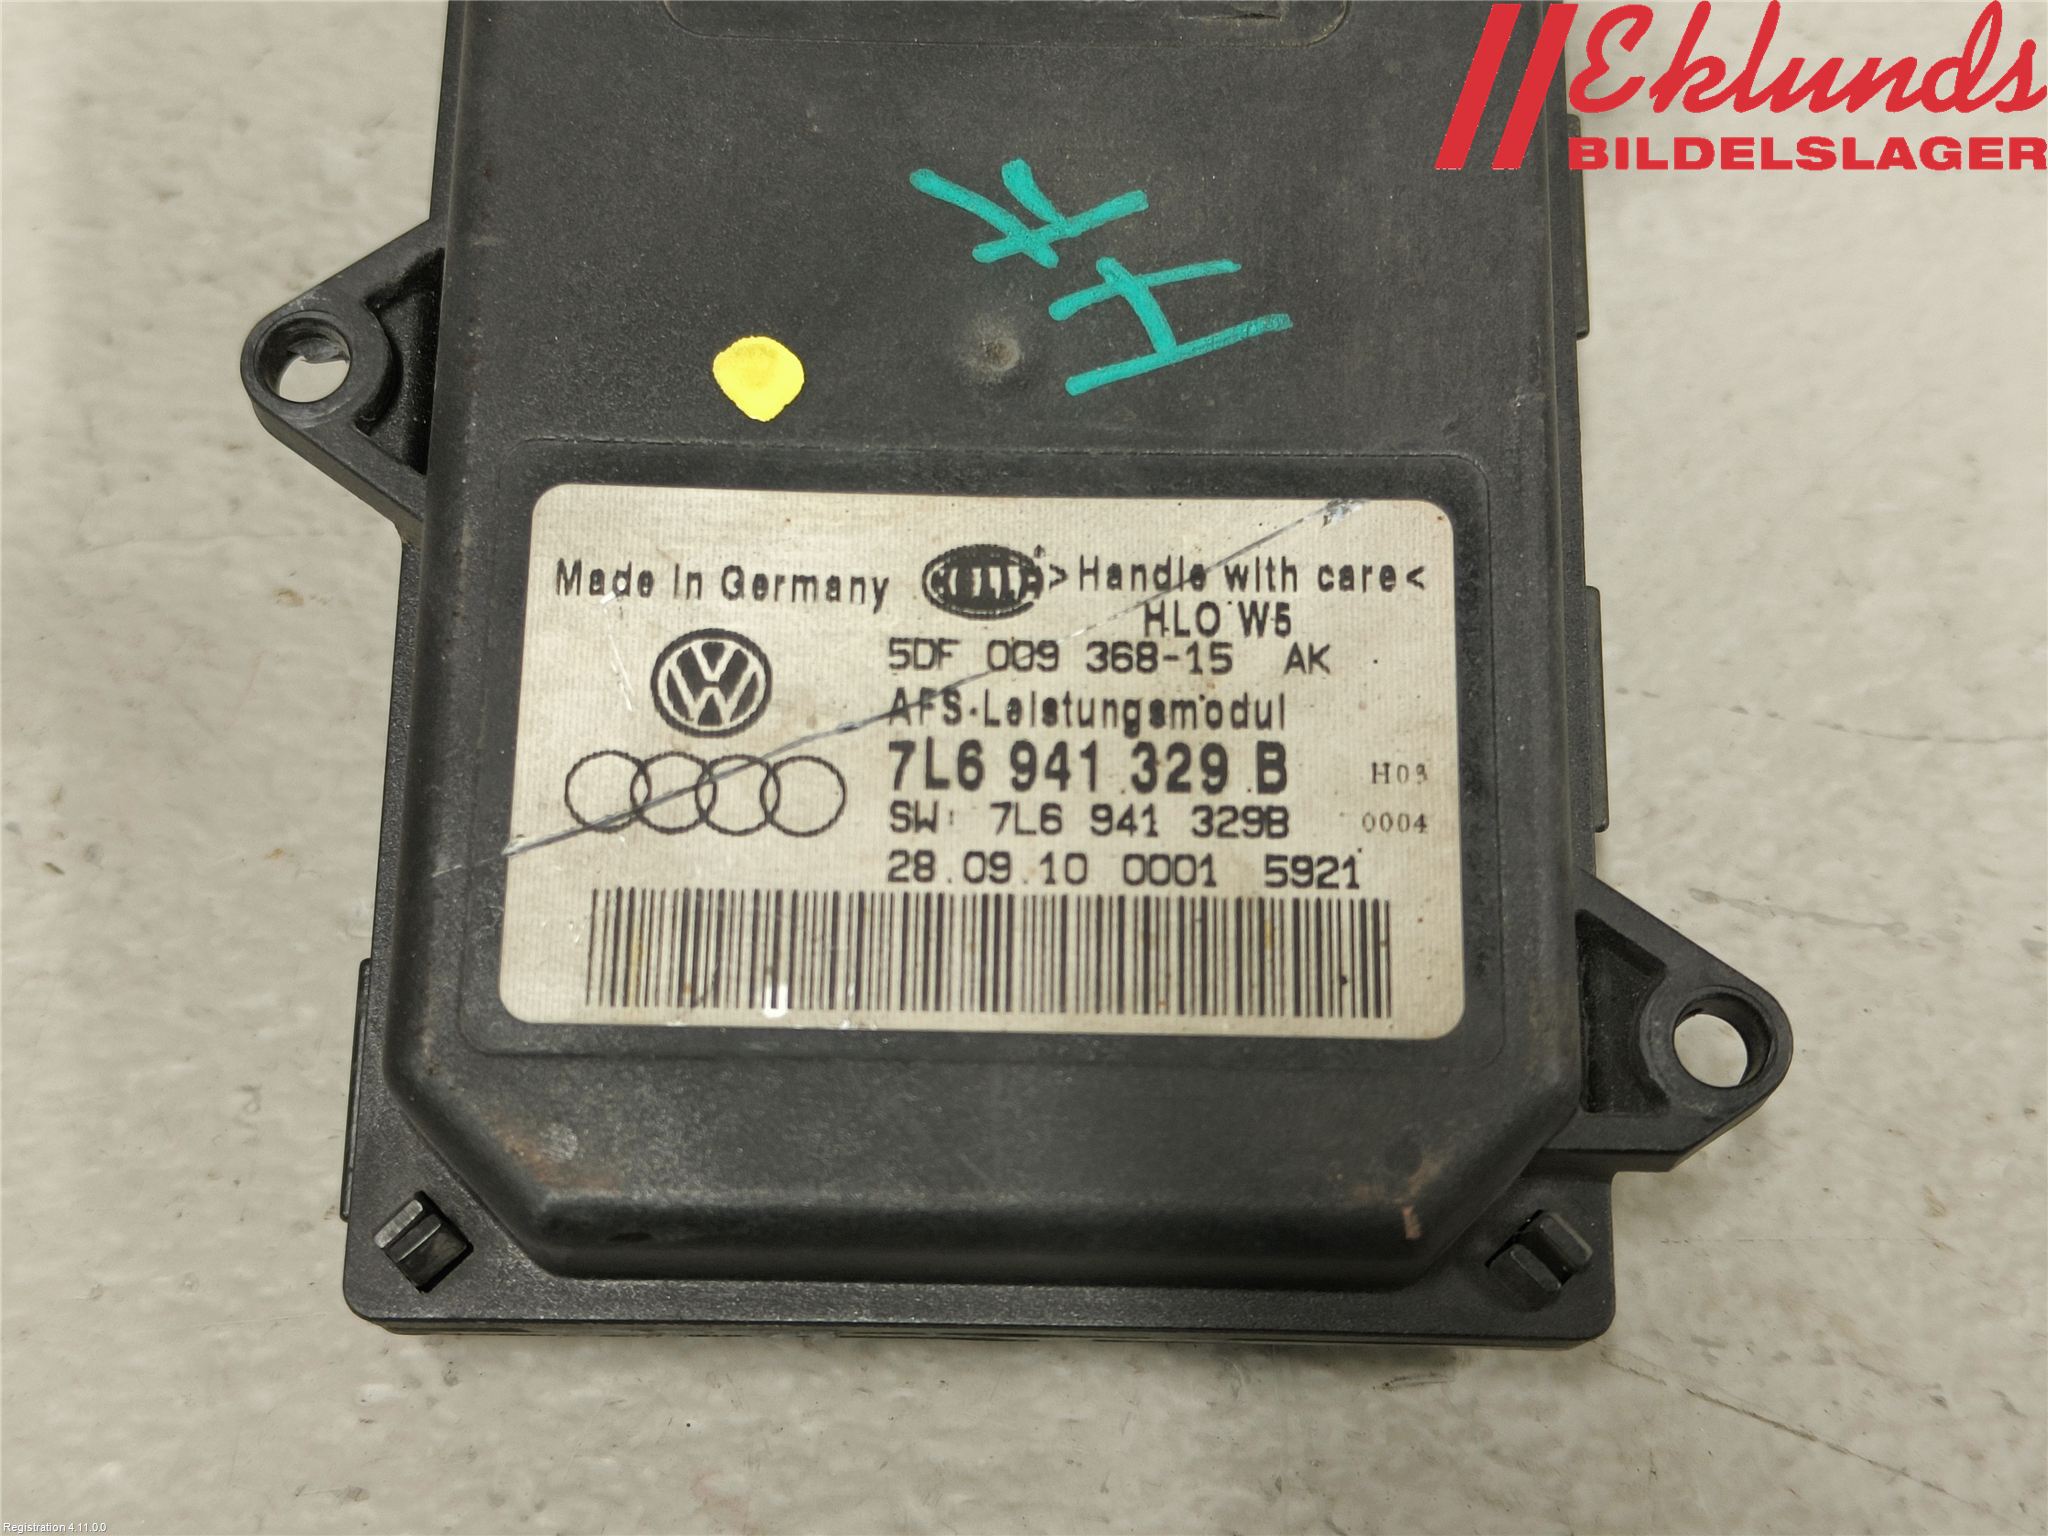 Eklunds
BILDELSLAGER
H K
Made in Germany HELLA > Handle with care <
HLO W5
5DF 009 368-15 AK
AFS-Leistungsmodul
7L6 941 329 B H03
SW: 7L6 941 329B 0004
28.09.10 0001 5921
Registration 4.11.0.0